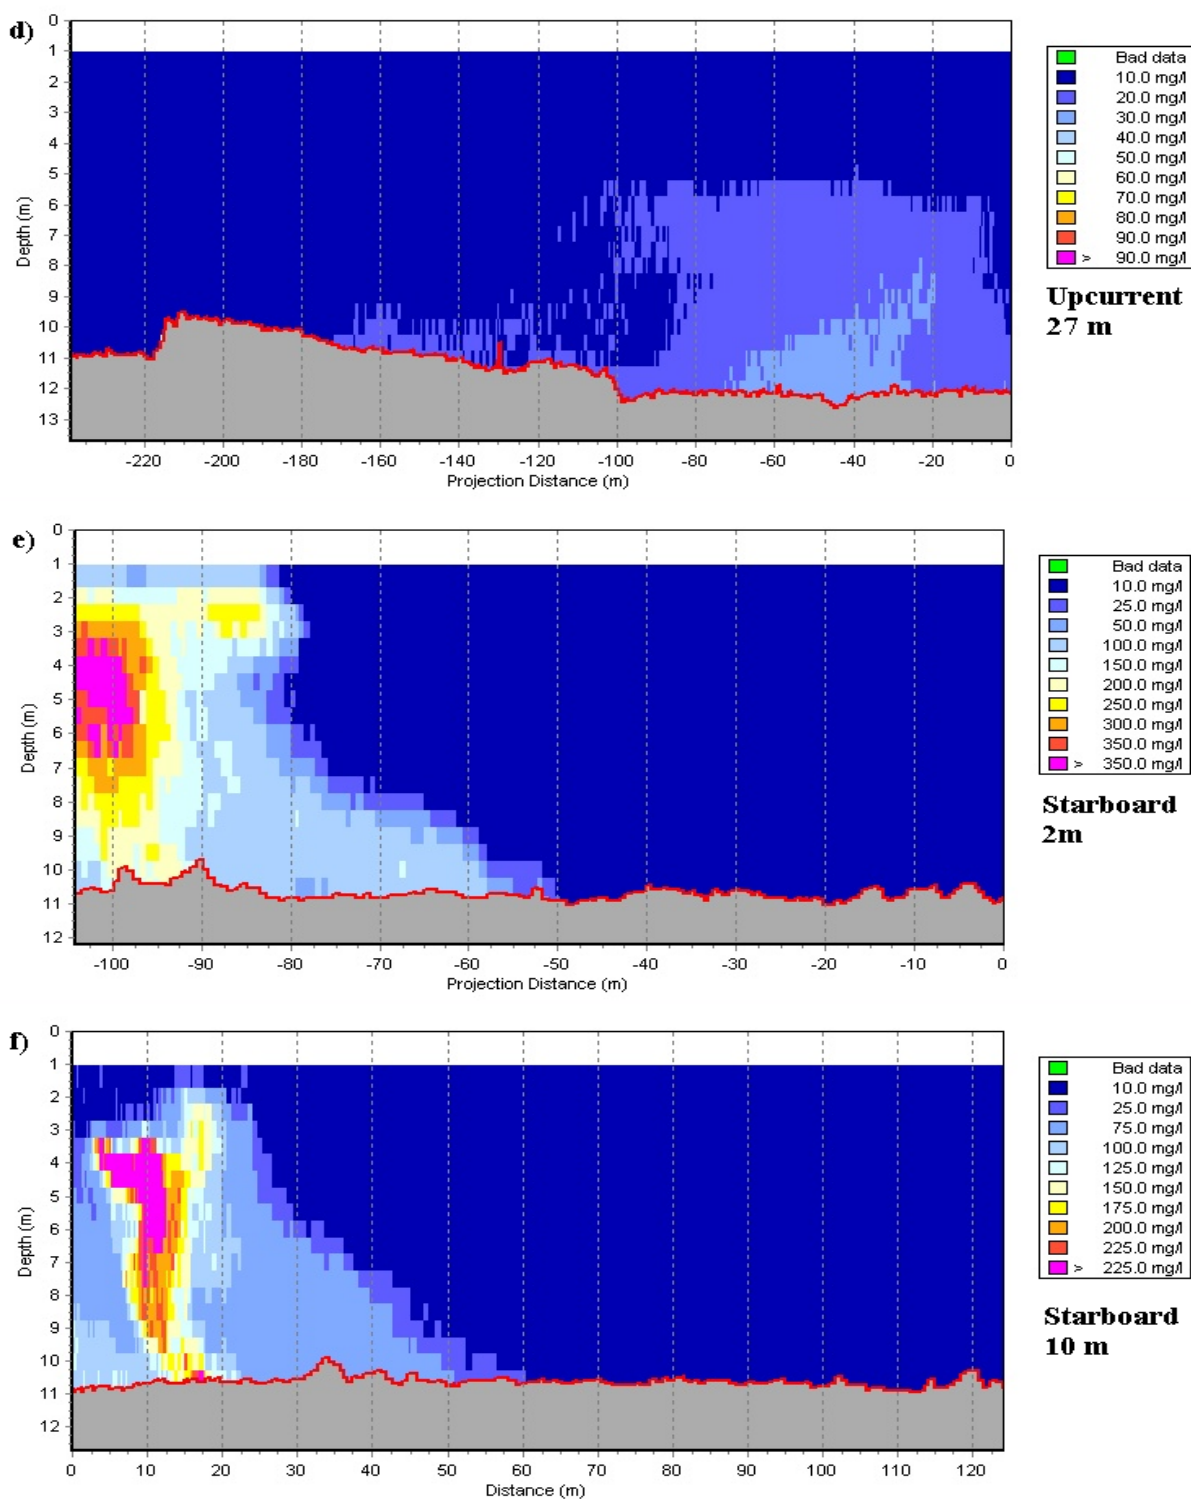 d)
0
1
2
3
4
5
6
7
8
9
10
11
12
13
Depth (m)
-220 -200 -180 -160 -140 -120 -100 -80 -60 -40 -20 0
Projection Distance (m)
Bad data
10.0 mg/l
20.0 mg/l
30.0 mg/l
40.0 mg/l
50.0 mg/l
60.0 mg/l
70.0 mg/l
80.0 mg/l
90.0 mg/l
> 90.0 mg/l
Upcurrent
27 m
e)
0
1
2
3
4
5
6
7
8
9
10
11
12
Depth (m)
-100 -90 -80 -70 -60 -50 -40 -30 -20 -10 0
Projection Distance (m)
Bad data
10.0 mg/l
25.0 mg/l
50.0 mg/l
100.0 mg/l
150.0 mg/l
200.0 mg/l
250.0 mg/l
300.0 mg/l
350.0 mg/l
> 350.0 mg/l
Starboard
2m
f)
0
1
2
3
4
5
6
7
8
9
10
11
12
Depth (m)
0 10 20 30 40 50 60 70 80 90 100 110 120
Distance (m)
Bad data
10.0 mg/l
25.0 mg/l
75.0 mg/l
100.0 mg/l
125.0 mg/l
150.0 mg/l
175.0 mg/l
200.0 mg/l
225.0 mg/l
> 225.0 mg/l
Starboard
10 m